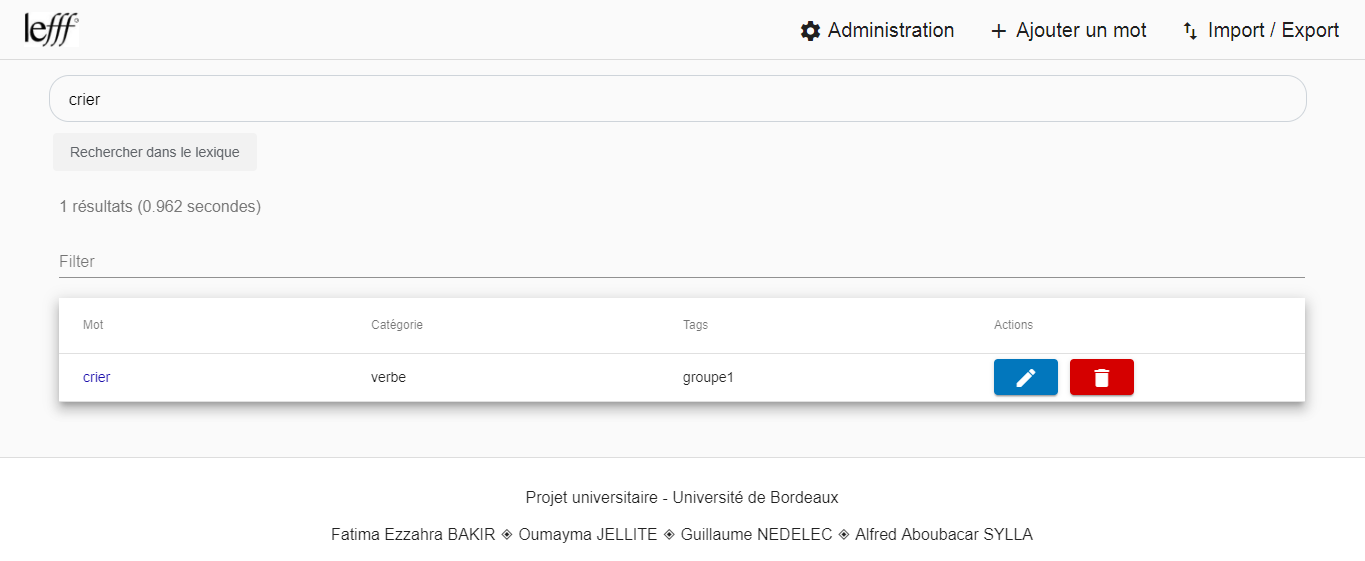 lefff
Administration
Ajouter un mot
Import / Export
crier
Rechercher dans le lexique
1 résultats (0.962 secondes)
Filter
Mot Catégorie Tags Actions
crier verbe groupe1
Projet universitaire - Université de Bordeaux
Fatima Ezzahra BAKIR ◈ Oumayma JELLITE ◈ Guillaume NEDELEC ◈ Alfred Aboubacar SYLLA